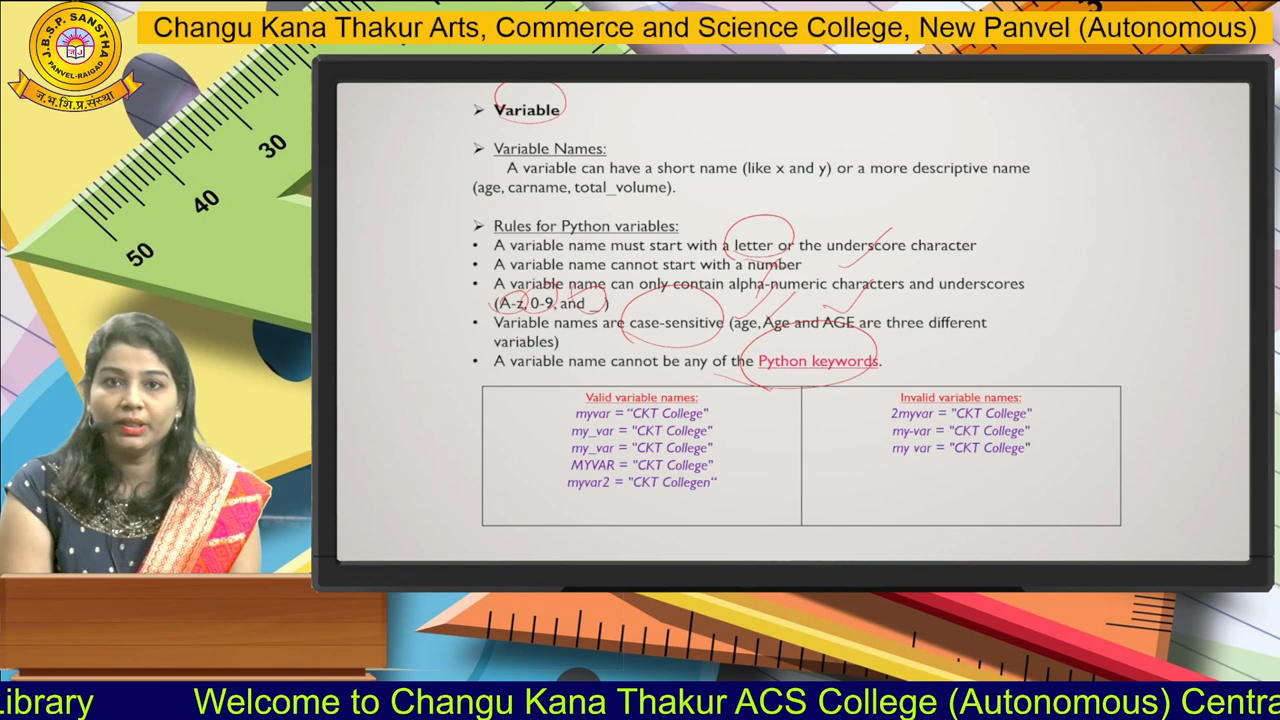 Changu Kana Thakur Arts, Commerce and Science College, New Panvel (Autonomous)
J.B.S.P. SANSTHA
PANVEL-RAIGAD
ज.भ.शि.प्र.संस्था
30
40
50
➢ Variable
➢ Variable Names:
A variable can have a short name (like x and y) or a more descriptive name
(age, carname, total_volume).
➢ Rules for Python variables:
• A variable name must start with a letter or the underscore character
• A variable name cannot start with a number
• A variable name can only contain alpha-numeric characters and underscores
(A-z, 0-9, and _ )
• Variable names are case-sensitive (age, Age and AGE are three different
variables)
• A variable name cannot be any of the Python keywords.
Valid variable names:
myvar = “CKT College"
my_var = "CKT College"
my_var = "CKT College"
MYVAR = "CKT College"
myvar2 = "CKT Collegen“
Invalid variable names:
2myvar = "CKT College"
my-var = "CKT College"
my var = "CKT College"
Library Welcome to Changu Kana Thakur ACS College (Autonomous) Centra